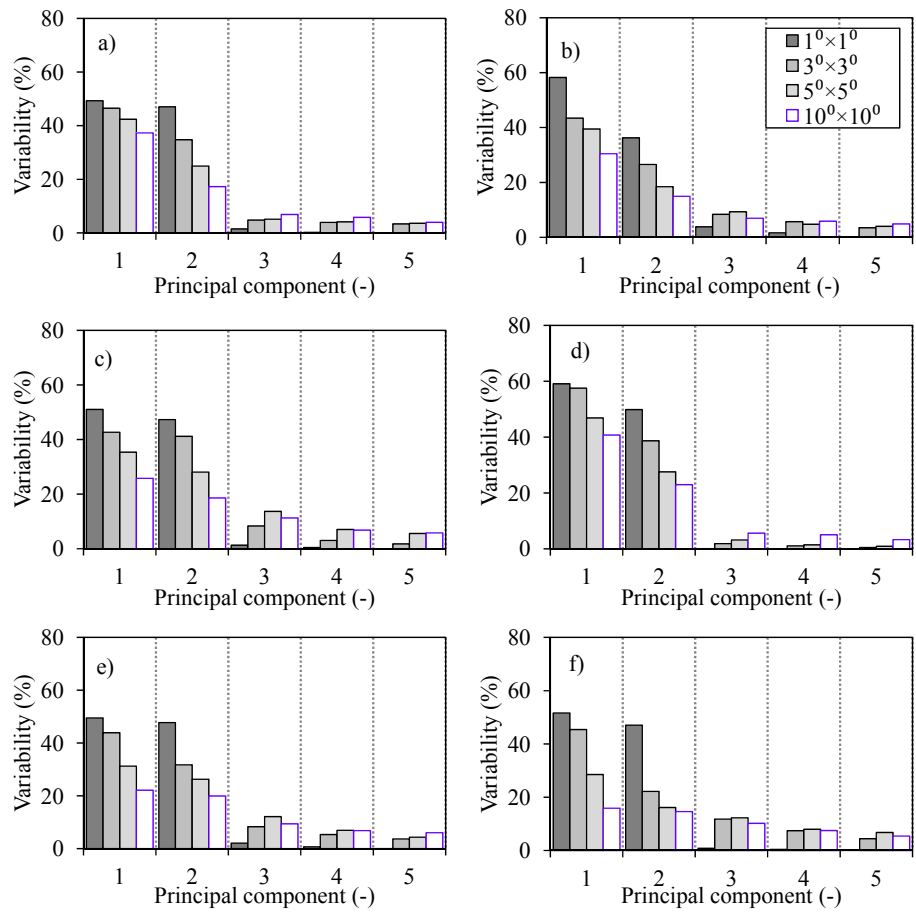 a)
Variability (%)
80
60
40
20
0
1 2 3 4 5
Principal component (-)
b)
Variability (%)
80
60
40
20
0
1⁰×1⁰
3⁰×3⁰
5⁰×5⁰
10⁰×10⁰
1 2 3 4 5
Principal component (-)
c)
Variability (%)
80
60
40
20
0
1 2 3 4 5
Principal component (-)
d)
Variability (%)
80
60
40
20
0
1 2 3 4 5
Principal component (-)
e)
Variability (%)
80
60
40
20
0
1 2 3 4 5
Principal component (-)
f)
Variability (%)
80
60
40
20
0
1 2 3 4 5
Principal component (-)